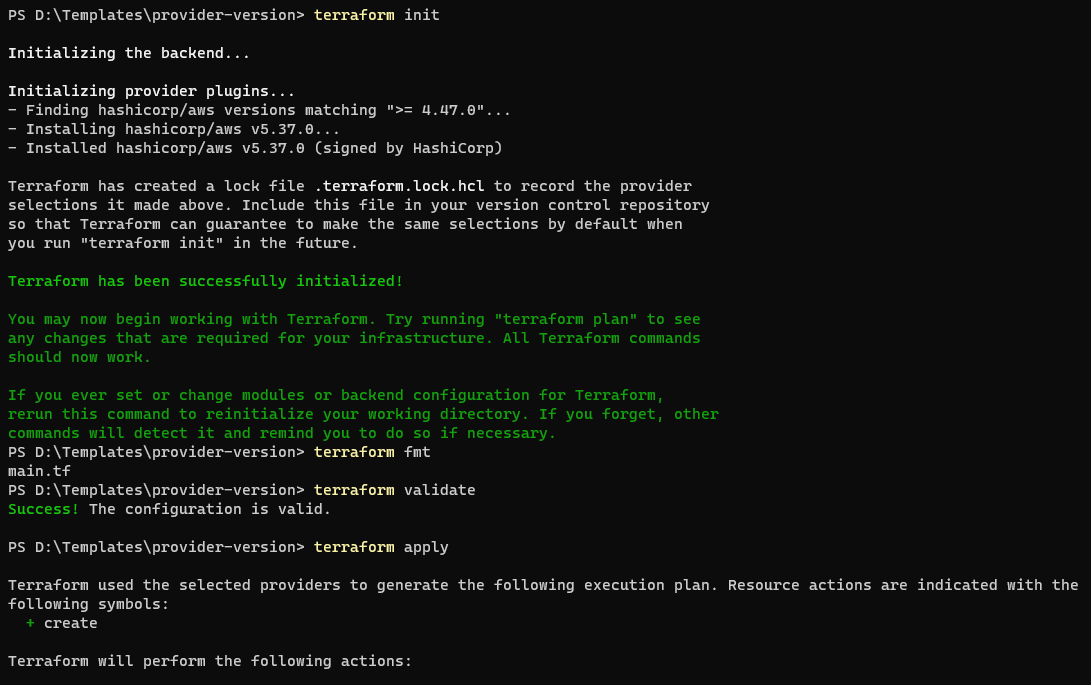 PS D:\Templates\provider-version> terraform init
Initializing the backend...
Initializing provider plugins...
- Finding hashicorp/aws versions matching ">= 4.47.0"...
- Installing hashicorp/aws v5.37.0...
- Installed hashicorp/aws v5.37.0 (signed by HashiCorp)
Terraform has created a lock file .terraform.lock.hcl to record the provider
selections it made above. Include this file in your version control repository
so that Terraform can guarantee to make the same selections by default when
you run "terraform init" in the future.
Terraform has been successfully initialized!
You may now begin working with Terraform. Try running "terraform plan" to see
any changes that are required for your infrastructure. All Terraform commands
should now work.
If you ever set or change modules or backend configuration for Terraform,
rerun this command to reinitialize your working directory. If you forget, other
commands will detect it and remind you to do so if necessary.
PS D:\Templates\provider-version> terraform fmt
main.tf
PS D:\Templates\provider-version> terraform validate
Success! The configuration is valid.
PS D:\Templates\provider-version> terraform apply
Terraform used the selected providers to generate the following execution plan. Resource actions are indicated with the
following symbols:
+ create
Terraform will perform the following actions: